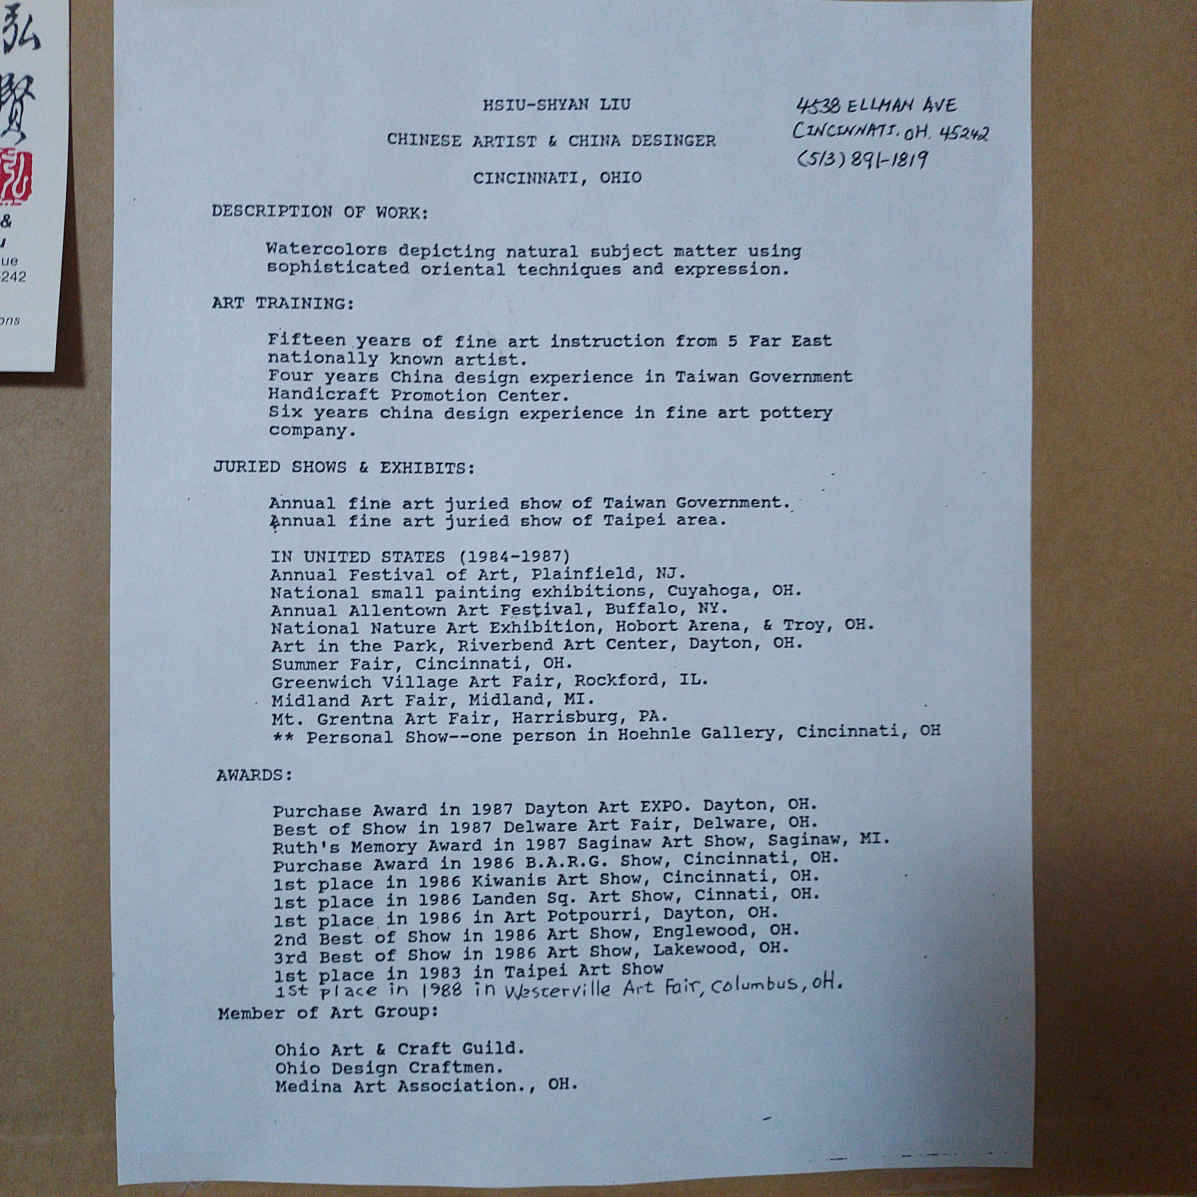 弘
賢
弘
&
ue
242
ons
HSIU-SHYAN LIU
CHINESE ARTIST & CHINA DESINGER
CINCINNATI, OHIO
4538 ELLMAN AVE
CINCINNATI. OH. 45242
(513) 891-1819
DESCRIPTION OF WORK:
Watercolors depicting natural subject matter using
sophisticated oriental techniques and expression.
ART TRAINING:
Fifteen years of fine art instruction from 5 Far East
nationally known artist.
Four years China design experience in Taiwan Government
Handicraft Promotion Center.
Six years china design experience in fine art pottery
company.
JURIED SHOWS & EXHIBITS:
Annual fine art juried show of Taiwan Government.
Annual fine art juried show of Taipei area.
IN UNITED STATES (1984-1987)
Annual Festival of Art, Plainfield, NJ.
National small painting exhibitions, Cuyahoga, OH.
Annual Allentown Art Festival, Buffalo, NY.
National Nature Art Exhibition, Hobort Arena, & Troy, OH.
Art in the Park, Riverbend Art Center, Dayton, OH.
Summer Fair, Cincinnati, OH.
Greenwich Village Art Fair, Rockford, IL.
Midland Art Fair, Midland, MI.
Mt. Grentna Art Fair, Harrisburg, PA.
** Personal Show--one person in Hoehnle Gallery, Cincinnati, OH
AWARDS:
Purchase Award in 1987 Dayton Art EXPO. Dayton, OH.
Best of Show in 1987 Delware Art Fair, Delware, OH.
Ruth's Memory Award in 1987 Saginaw Art Show, Saginaw, MI.
Purchase Award in 1986 B.A.R.G. Show, Cincinnati, OH.
1st place in 1986 Kiwanis Art Show, Cincinnati, OH.
1st place in 1986 Landen Sq. Art Show, Cinnati, OH.
1st place in 1986 in Art Potpourri, Dayton, OH.
2nd Best of Show in 1986 Art Show, Englewood, OH.
3rd Best of Show in 1986 Art Show, Lakewood, OH.
1st place in 1983 in Taipei Art Show
1st place in 1988 in Westerville Art Fair, Columbus, OH.
Member of Art Group:
Ohio Art & Craft Guild.
Ohio Design Craftmen.
Medina Art Association., OH.